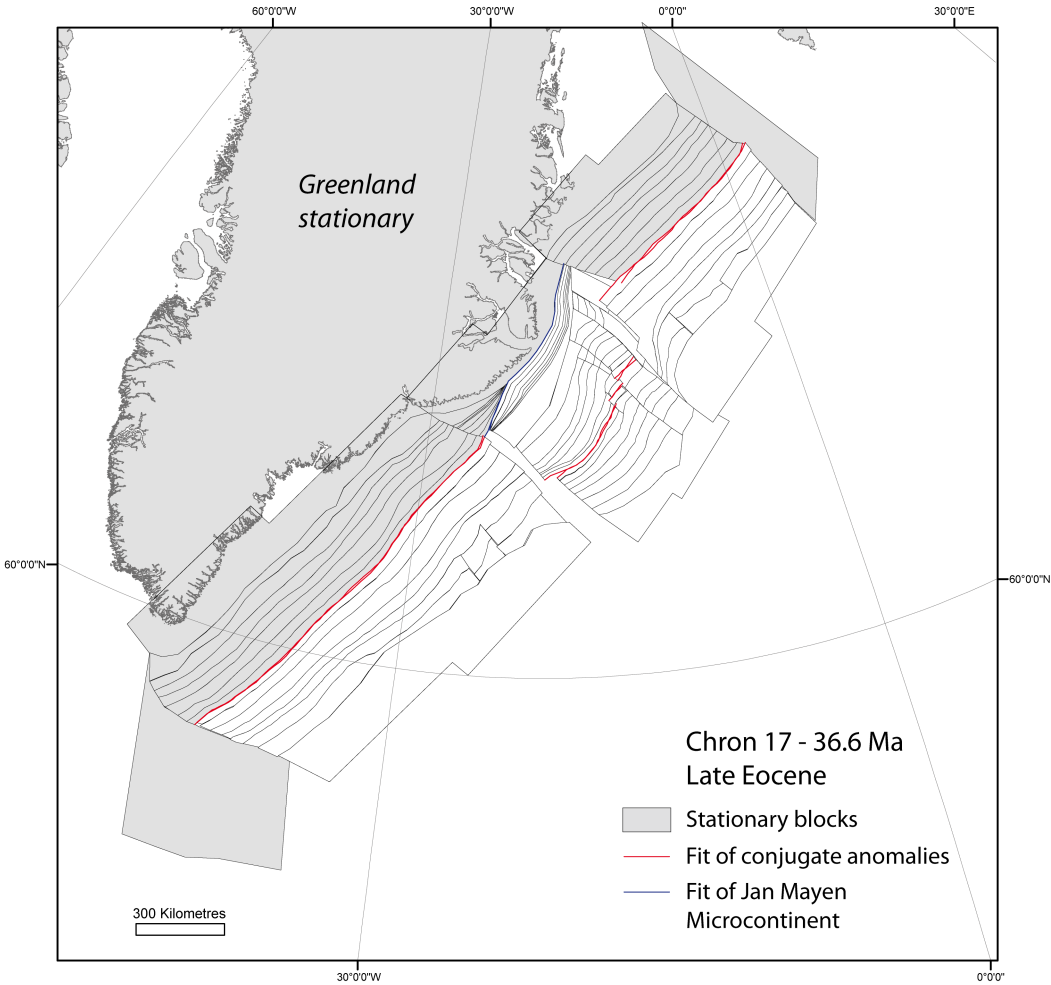 60°0'0"W
30°0'0"W
0°0'0"
30°0'0"E
Greenland
stationary
60°0'0"N
60°0'0"N
Chron 17 - 36.6 Ma
Late Eocene
Stationary blocks
Fit of conjugate anomalies
Fit of Jan Mayen
Microcontinent
300 Kilometres
30°0'0"W
0°0'0"